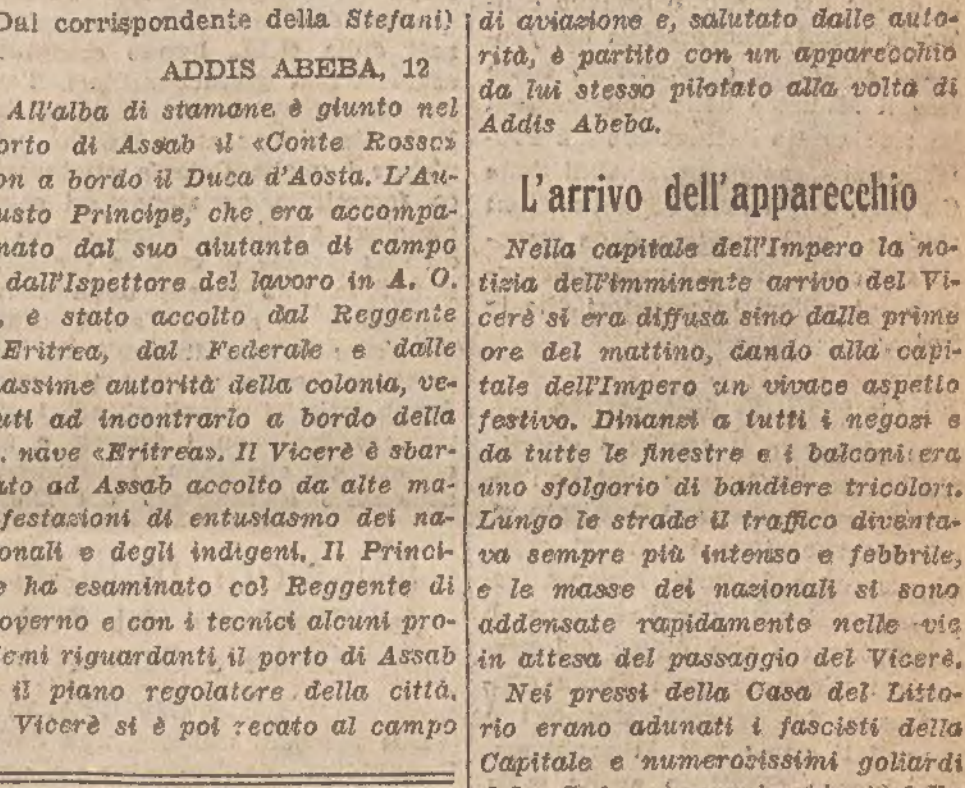 Dal corrispondente della Stefani)
ADDIS ABEBA, 12
All'alba di stamane è giunto nel
orto di Assab il «Conte Rosso»
on a bordo il Duca d'Aosta. L'Au-
usto Principe, che era accompa-
nato dal suo aiutante di campo
dall'Ispettore del lavoro in A. O.
, è stato accolto dal Reggente
Eritrea, dal Federale e dalle
assime autorità della colonia, ve-
uti ad incontrarlo a bordo della
. nave «Eritrea». Il Vicerè è sbar-
ato ad Assab accolto da alte ma-
festazioni di entusiasmo dei na-
onali e degli indigeni. Il Princi-
e ha esaminato col Reggente di
overno e con i tecnici alcuni pro-
emi riguardanti il porto di Assab
il piano regolatore della città.
Vicerè si è poi recato al campo
di aviazione e, salutato dalle auto-
rità, è partito con un apparecchio
da lui stesso pilotato alla volta di
Addis Abeba.
L'arrivo dell'apparecchio
Nella capitale dell'Impero la no-
tizia dell'imminente arrivo del Vi-
cerè si era diffusa sino dalle prime
ore del mattino, dando alla capi-
tale dell'Impero un vivace aspetto
festivo. Dinanzi a tutti i negozi e
da tutte le finestre e i balconi era
uno sfolgorio di bandiere tricolori.
Lungo le strade il traffico diventa-
va sempre più intenso e febbrile,
e le masse dei nazionali si sono
addensate rapidamente nelle vie
in attesa del passaggio del Vicerè.
Nei pressi della Casa del Litto-
rio erano adunati i fascisti della
Capitale e numerosissimi goliardi